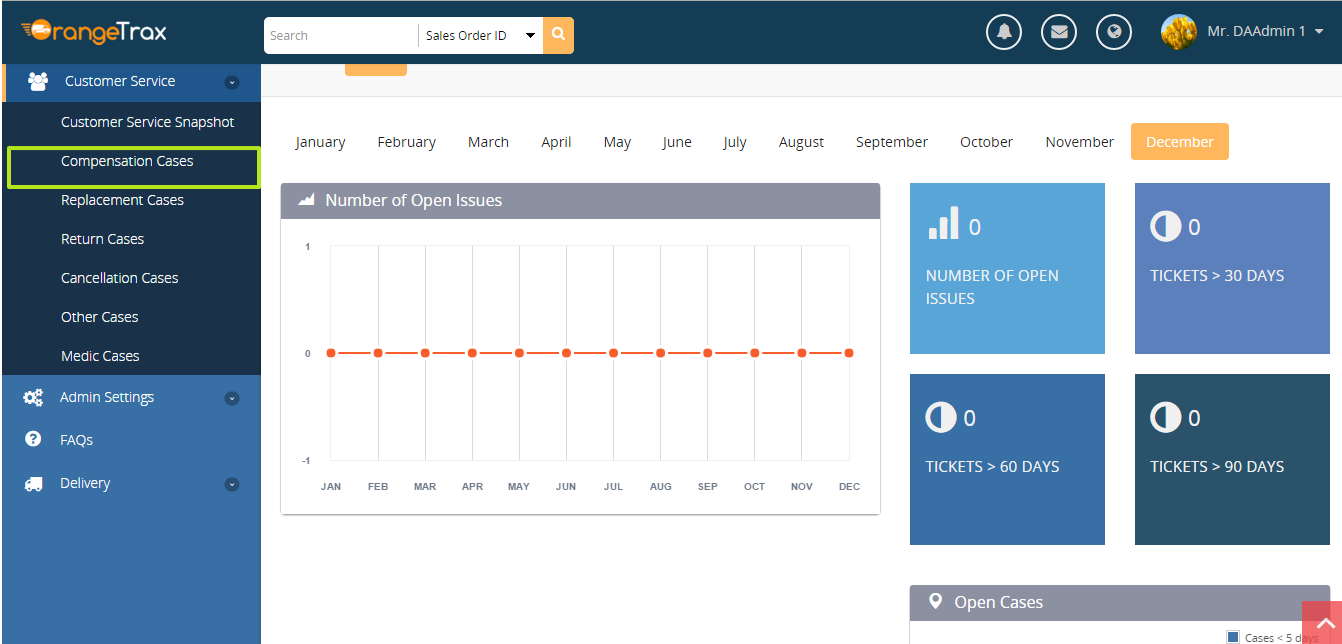 OrangeTrax
Search
Sales Order ID
Mr. DAAdmin 1
Customer Service
Customer Service Snapshot
Compensation Cases
Replacement Cases
Return Cases
Cancellation Cases
Other Cases
Medic Cases
Admin Settings
FAQs
Delivery
January February March April May June July August September October November December
Number of Open Issues
1
0
-1
JAN FEB MAR APR MAY JUN JUL AUG SEP OCT NOV DEC
0
NUMBER OF OPEN
ISSUES
0
TICKETS > 30 DAYS
0
TICKETS > 60 DAYS
0
TICKETS > 90 DAYS
Open Cases
Cases < 5 days